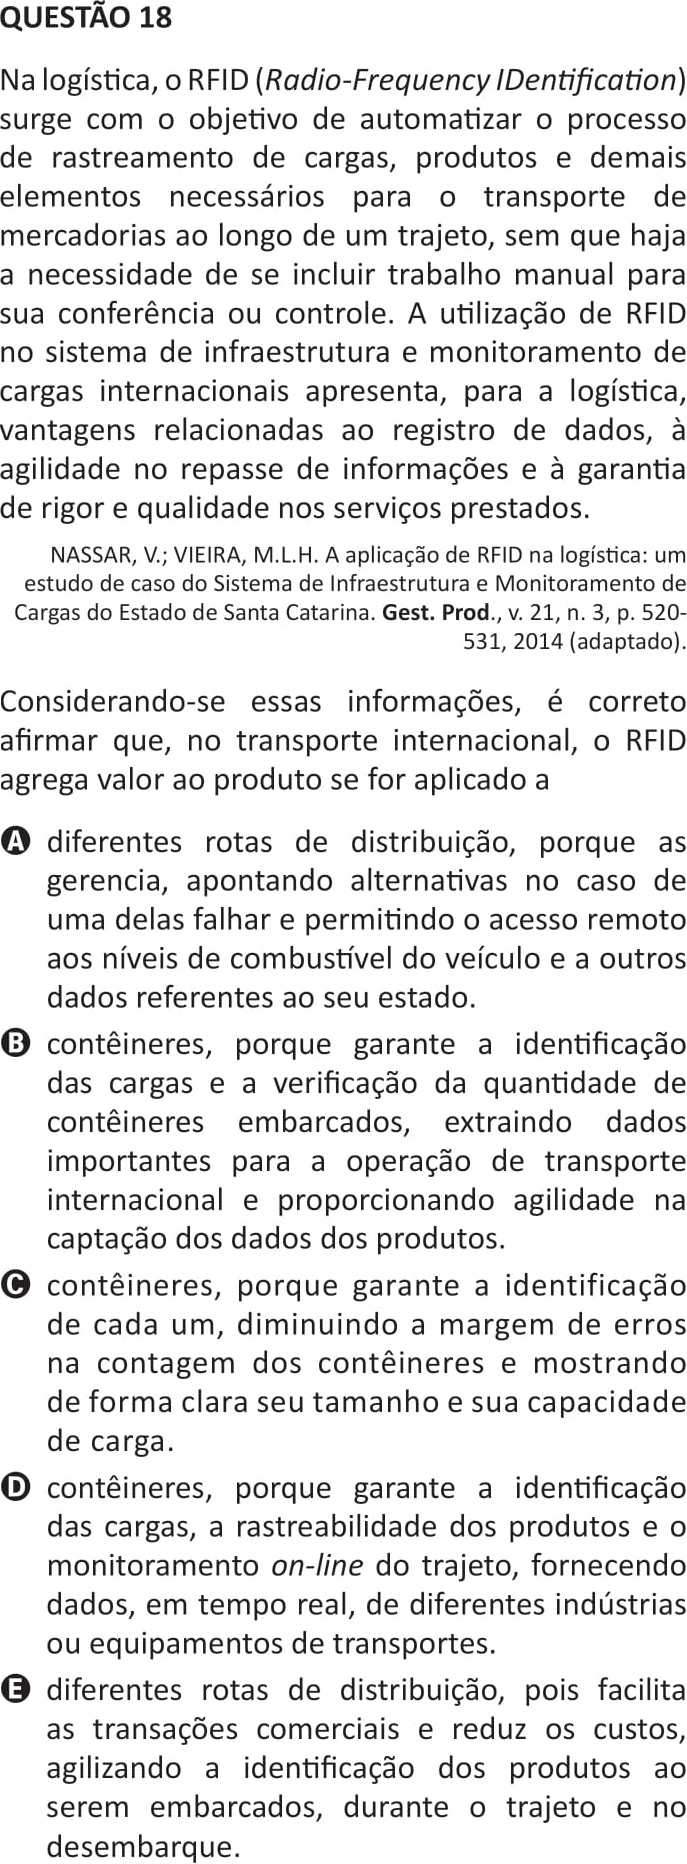 QUESTÃO 18
Na logística, o RFID (Radio-Frequency IDentification)
surge com o objetivo de automatizar o processo
de rastreamento de cargas, produtos e demais
elementos necessários para o transporte de
mercadorias ao longo de um trajeto, sem que haja
a necessidade de se incluir trabalho manual para
sua conferência ou controle. A utilização de RFID
no sistema de infraestrutura e monitoramento de
cargas internacionais apresenta, para a logística,
vantagens relacionadas ao registro de dados, à
agilidade no repasse de informações e à garantia
de rigor e qualidade nos serviços prestados.
NASSAR, V.; VIEIRA, M.L.H. A aplicação de RFID na logística: um
estudo de caso do Sistema de Infraestrutura e Monitoramento de
Cargas do Estado de Santa Catarina. Gest. Prod., v. 21, n. 3, p. 520-
531, 2014 (adaptado).
Considerando-se essas informações, é correto
afirmar que, no transporte internacional, o RFID
agrega valor ao produto se for aplicado a
A diferentes rotas de distribuição, porque as
gerencia, apontando alternativas no caso de
uma delas falhar e permitindo o acesso remoto
aos níveis de combustível do veículo e a outros
dados referentes ao seu estado.
B contêineres, porque garante a identificação
das cargas e a verificação da quantidade de
contêineres embarcados, extraindo dados
importantes para a operação de transporte
internacional e proporcionando agilidade na
captação dos dados dos produtos.
C contêineres, porque garante a identificação
de cada um, diminuindo a margem de erros
na contagem dos contêineres e mostrando
de forma clara seu tamanho e sua capacidade
de carga.
D contêineres, porque garante a identificação
das cargas, a rastreabilidade dos produtos e o
monitoramento on-line do trajeto, fornecendo
dados, em tempo real, de diferentes indústrias
ou equipamentos de transportes.
E diferentes rotas de distribuição, pois facilita
as transações comerciais e reduz os custos,
agilizando a identificação dos produtos ao
serem embarcados, durante o trajeto e no
desembarque.